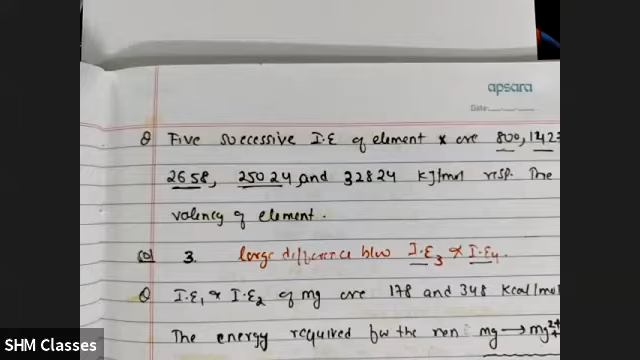 apsara
Date:
Q Five successive I.E of element x are 800, 1427
2658, 25024, and 32824 kJ/mol resp. The
valency of element.
3. large difference b/w I.E3 & I.E4.
Q I.E1 & I.E2 of mg are 178 and 348 kcal/mol
The energy required for the rxn mg → mg2+
SHM Classes